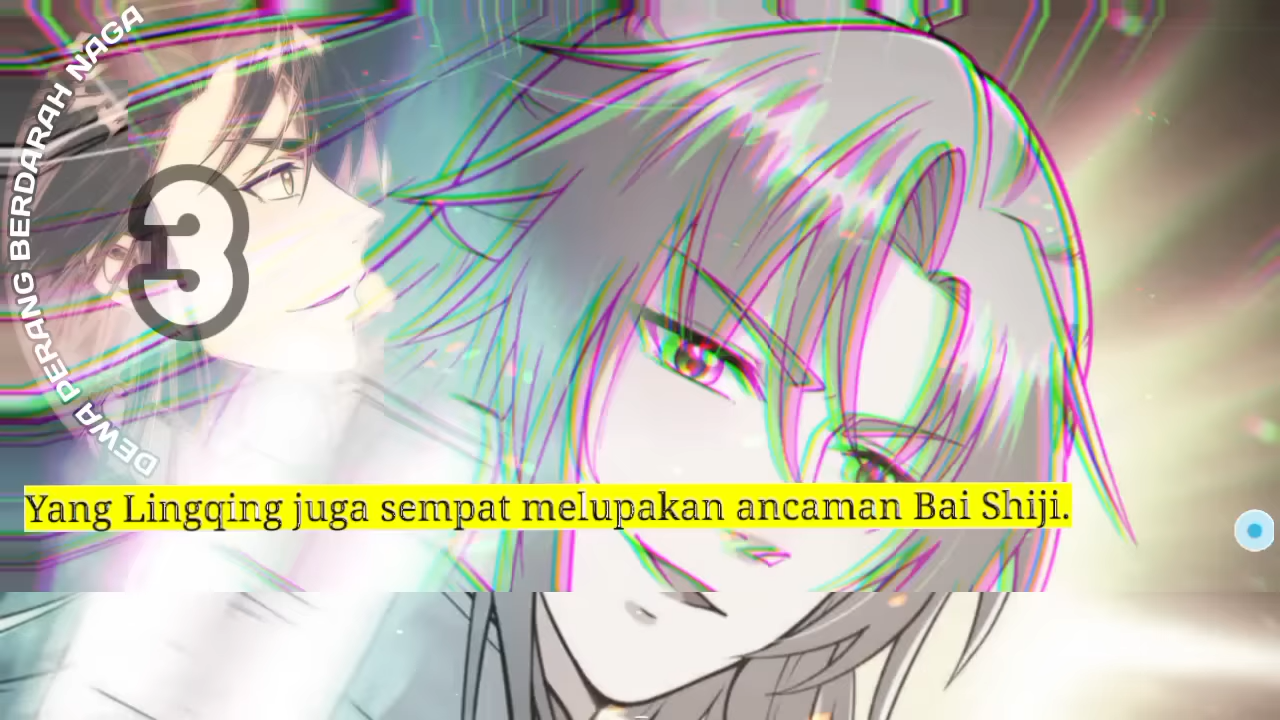 DEWA PERANG BERDARAH NAGA
3
Yang Lingqing juga sempat melupakan ancaman Bai Shiji.